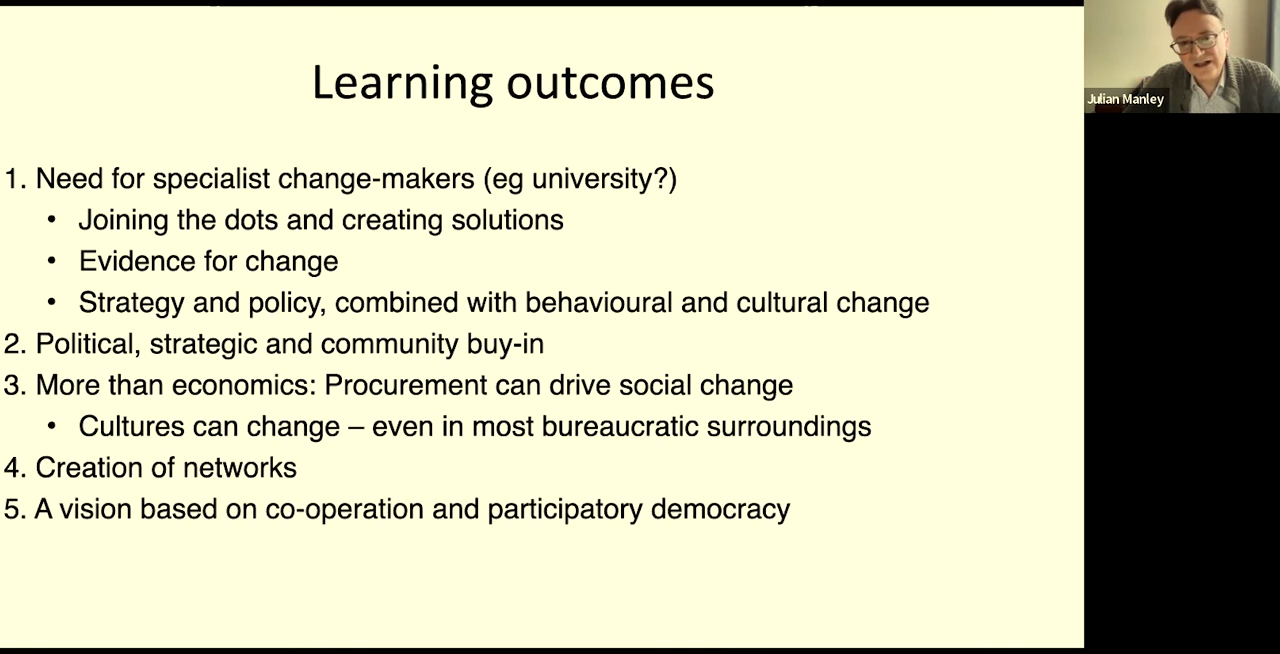 Learning outcomes
1. Need for specialist change-makers (eg university?)
• Joining the dots and creating solutions
• Evidence for change
• Strategy and policy, combined with behavioural and cultural change
2. Political, strategic and community buy-in
3. More than economics: Procurement can drive social change
• Cultures can change – even in most bureaucratic surroundings
4. Creation of networks
5. A vision based on co-operation and participatory democracy
Julian Manley